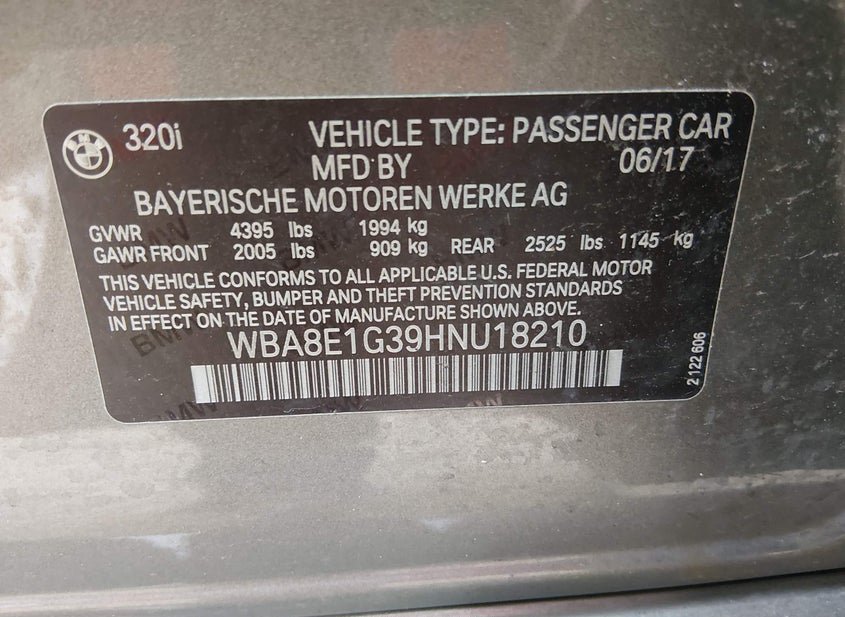 BMW 320i VEHICLE TYPE: PASSENGER CAR
MFD BY 06/17
BAYERISCHE MOTOREN WERKE AG
GVWR 4395 lbs 1994 kg
GAWR FRONT 2005 lbs 909 kg REAR 2525 lbs 1145 kg
THIS VEHICLE CONFORMS TO ALL APPLICABLE U.S. FEDERAL MOTOR
VEHICLE SAFETY, BUMPER AND THEFT PREVENTION STANDARDS
IN EFFECT ON THE DATE OF MANUFACTURE SHOWN ABOVE.
WBA8E1G39HNU18210
2 122 606